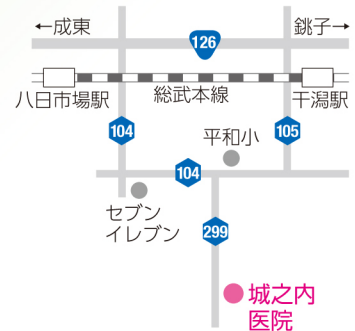 ←成東
銚子→
126
八日市場駅
総武本線
干潟駅
104
105
平和小
104
セブン
イレブン
299
城之内
医院